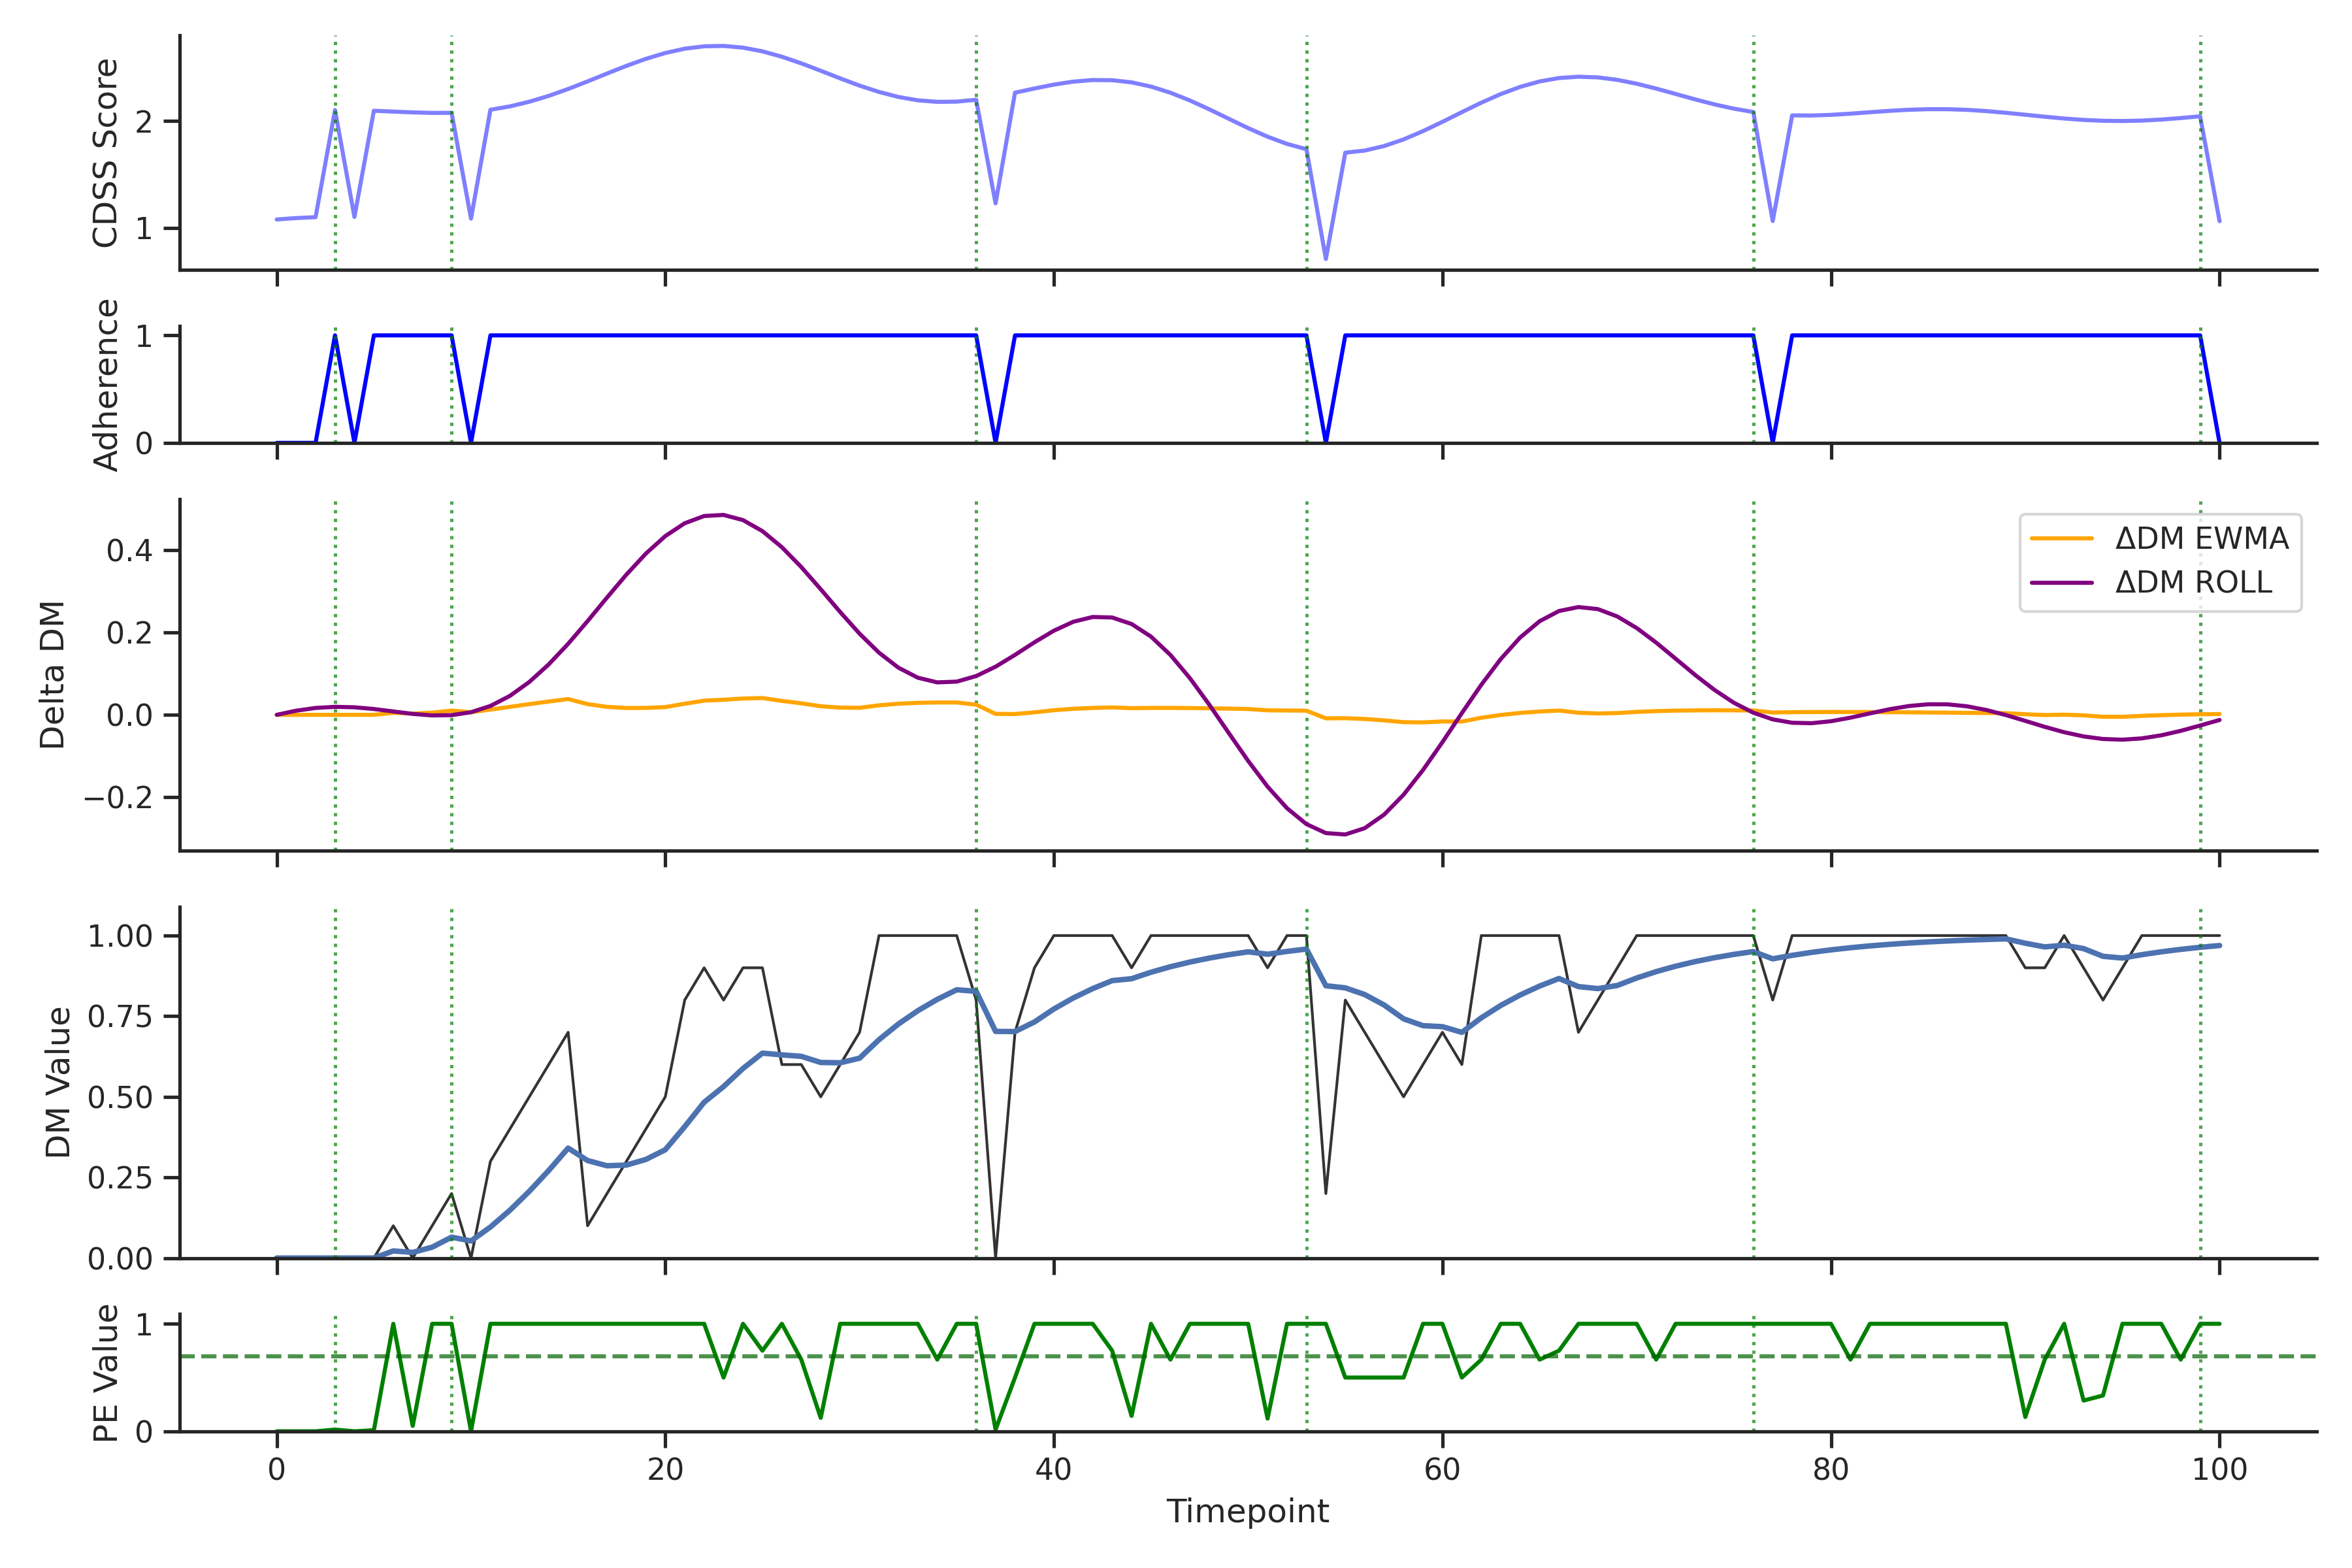 CDSS Score
2
1
Adherence
1
0
Delta DM
0.4
0.2
0.0
−0.2
ΔDM EWMA
ΔDM ROLL
DM Value
1.00
0.75
0.50
0.25
0.00
PE Value
1
0
0 20 40 60 80 100
Timepoint